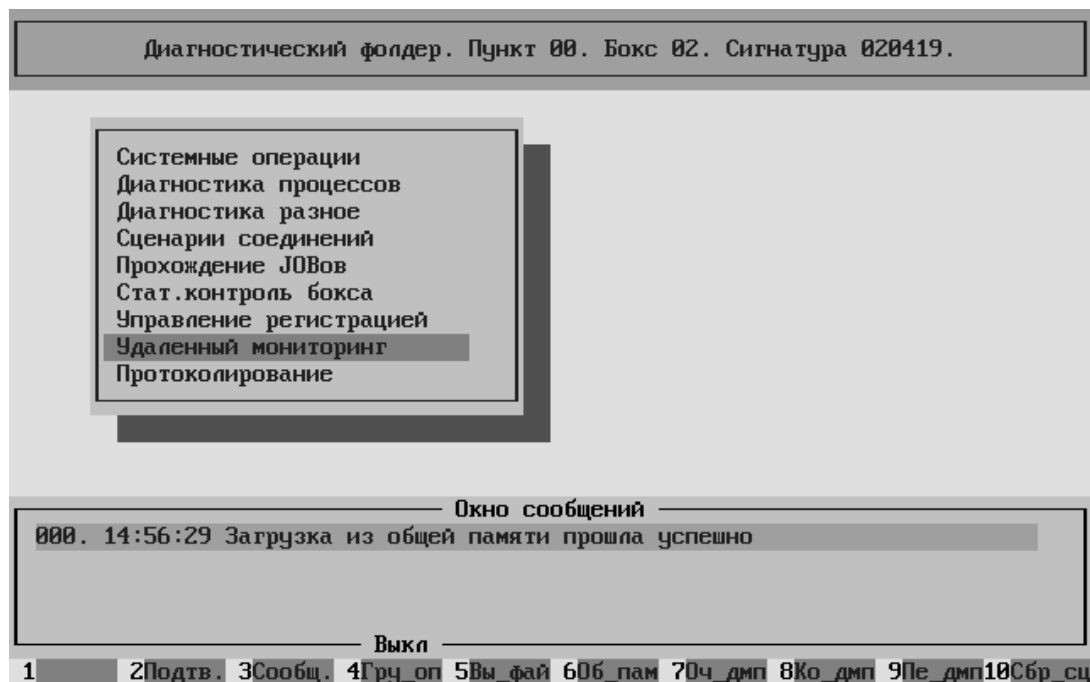 Диагностический фолдер. Пункт 00. Бокс 02. Сигнатура 020419.
Системные операции
Диагностика процессов
Диагностика разное
Сценарии соединений
Прохождение JOBов
Стат.контроль бокса
Управление регистрацией
Удаленный мониторинг
Протоколирование
Окно сообщений
000. 14:56:29 Загрузка из общей памяти прошла успешно
Выкл
1 2Подтв. 3Сообщ. 4Гру_оп 5Вы_фай 6Об_пам 7Оч_дмп 8Ко_дмп 9Пе_дмп 10Сбр_сц